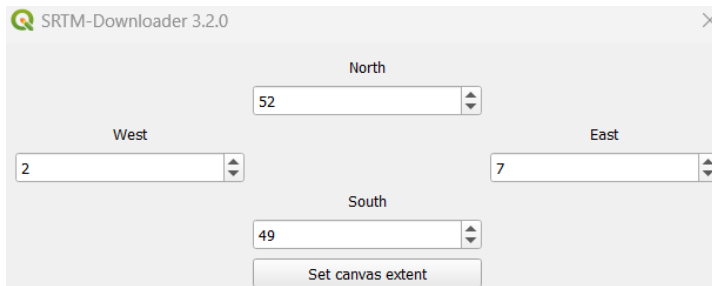 SRTM-Downloader 3.2.0
North
52
West
East
2
7
South
49
Set canvas extent